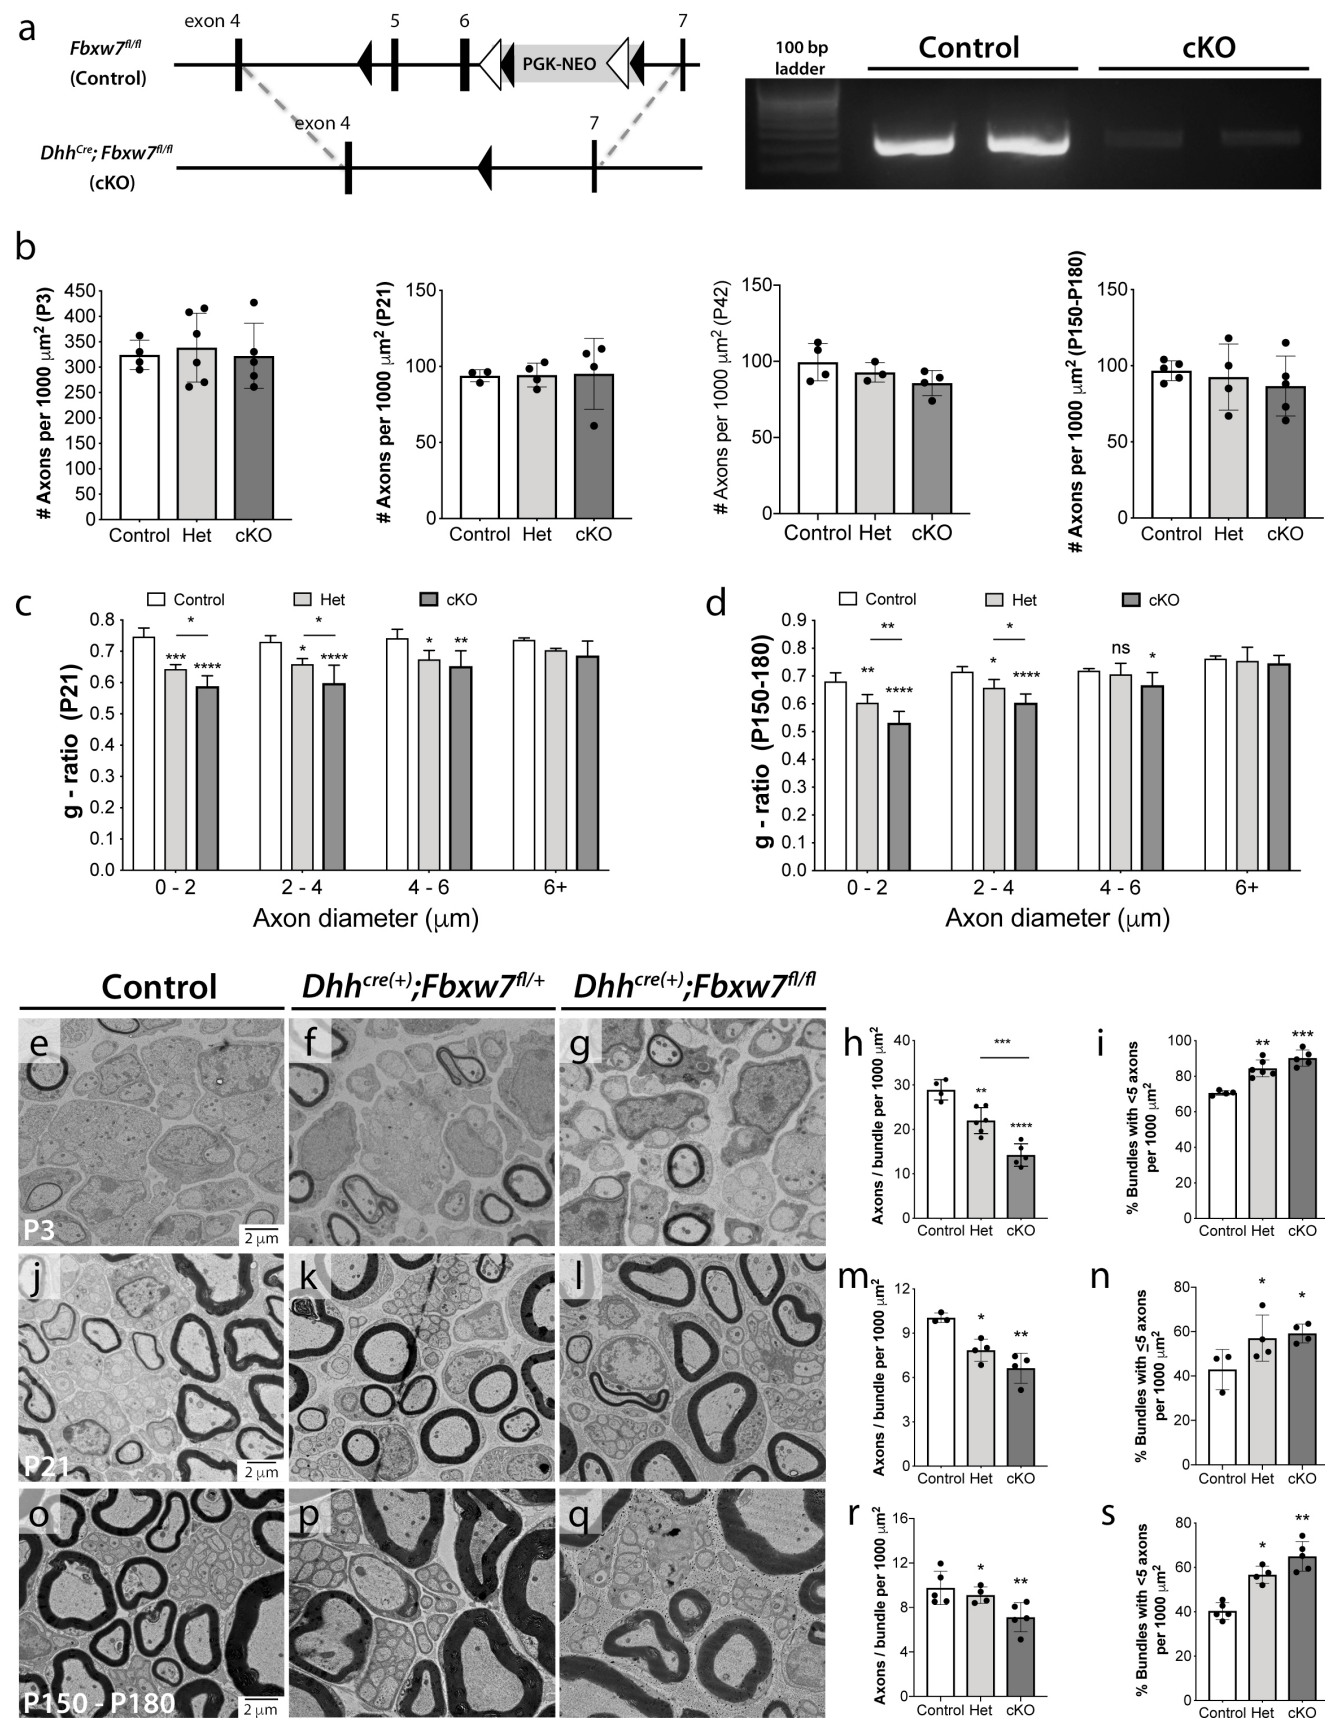 a
exon 4
5
6
7
Fbxw7fl/fl
(Control)
PGK-NEO
exon 4
7
DhhCre; Fbxw7fl/fl
(cKO)
100 bp
ladder
Control
cKO
b
# Axons per 1000 μm2 (P3)
450
400
350
300
250
200
150
100
50
0
Control Het cKO
# Axons per 1000 μm2 (P21)
150
100
50
0
Control Het cKO
# Axons per 1000 μm2 (P42)
150
100
50
0
Control Het cKO
# Axons per 1000 μm2 (P150-P180)
150
100
50
0
Control Het cKO
c
Control Het cKO
g - ratio (P21)
0.8
0.7
0.6
0.5
0.4
0.3
0.2
0.1
0.0
* * * **
*** **** * ****
0 - 2 2 - 4 4 - 6 6+
Axon diameter (μm)
d
Control Het cKO
g - ratio (P150-180)
0.9
0.8
0.7
0.6
0.5
0.4
0.3
0.2
0.1
0.0
** * ns *
** **** * ****
0 - 2 2 - 4 4 - 6 6+
Axon diameter (μm)
Control
Dhhcre(+);Fbxw7fl/+
Dhhcre(+);Fbxw7fl/fl
e
P3
2 μm
f
g
h
Axons / bundle per 1000 μm2
40
30
20
10
0
***
** ****
Control Het cKO
i
% Bundles with <5 axons
per 1000 μm2
100
80
60
40
20
0
** ***
Control Het cKO
j
P21
2 μm
k
l
m
Axons / bundle per 1000 μm2
12
9
6
3
0
* **
Control Het cKO
n
% Bundles with ≤5 axons
per 1000 μm2
80
60
40
20
0
* *
Control Het cKO
o
P150 - P180
2 μm
p
q
r
Axons / bundle per 1000 μm2
16
12
8
4
0
* **
Control Het cKO
s
% Bundles with <5 axons
per 1000 μm2
80
60
40
20
0
* **
Control Het cKO